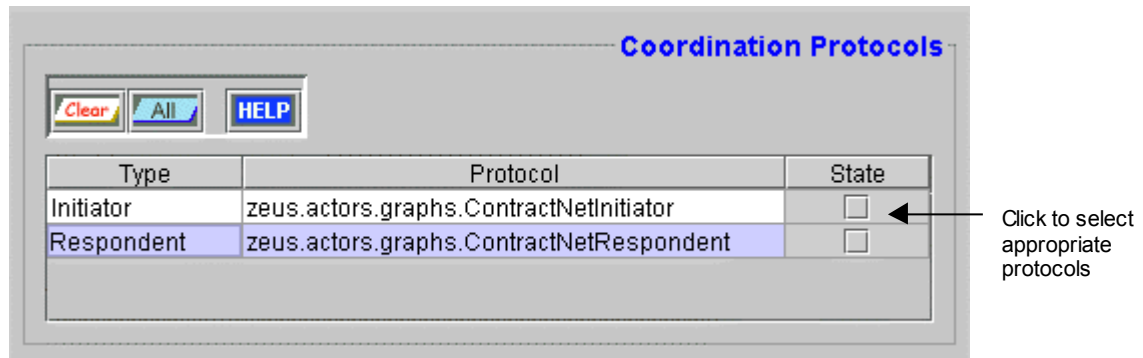 Coordination Protocols
Clear All HELP
Type Protocol State
Initiator zeus.actors.graphs.ContractNetInitiator
Respondent zeus.actors.graphs.ContractNetRespondent
Click to select
appropriate
protocols